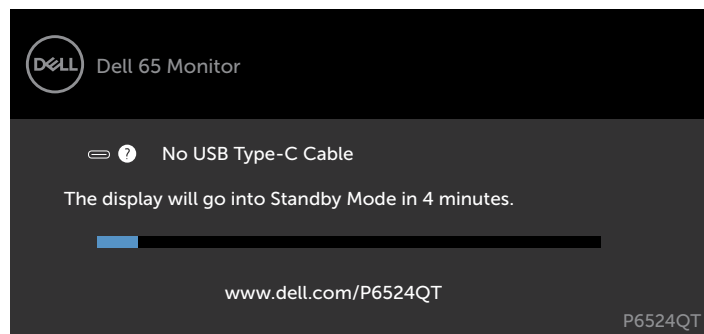 DELL
Dell 65 Monitor
? No USB Type-C Cable
The display will go into Standby Mode in 4 minutes.
www.dell.com/P6524QT
P6524QT